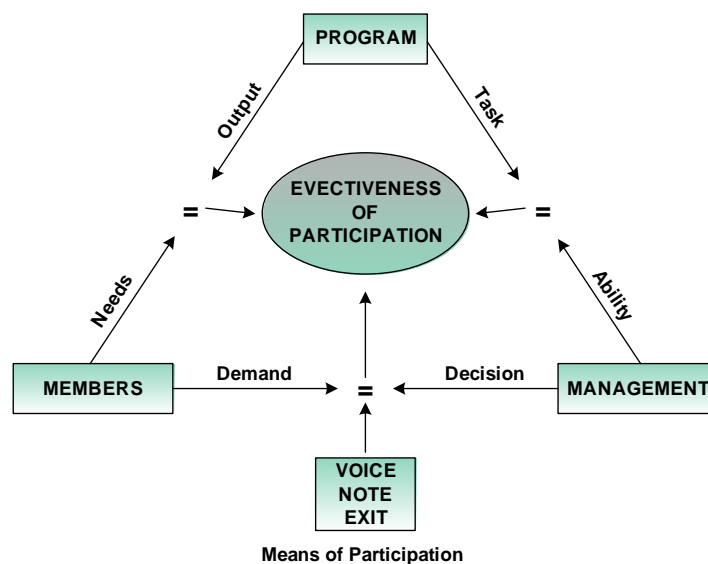 PROGRAM
Output
Task
EVECTIVENESS
OF
PARTICIPATION
=
=
Needs
Ability
MEMBERS
Demand
=
Decision
MANAGEMENT
VOICE
NOTE
EXIT
Means of Participation